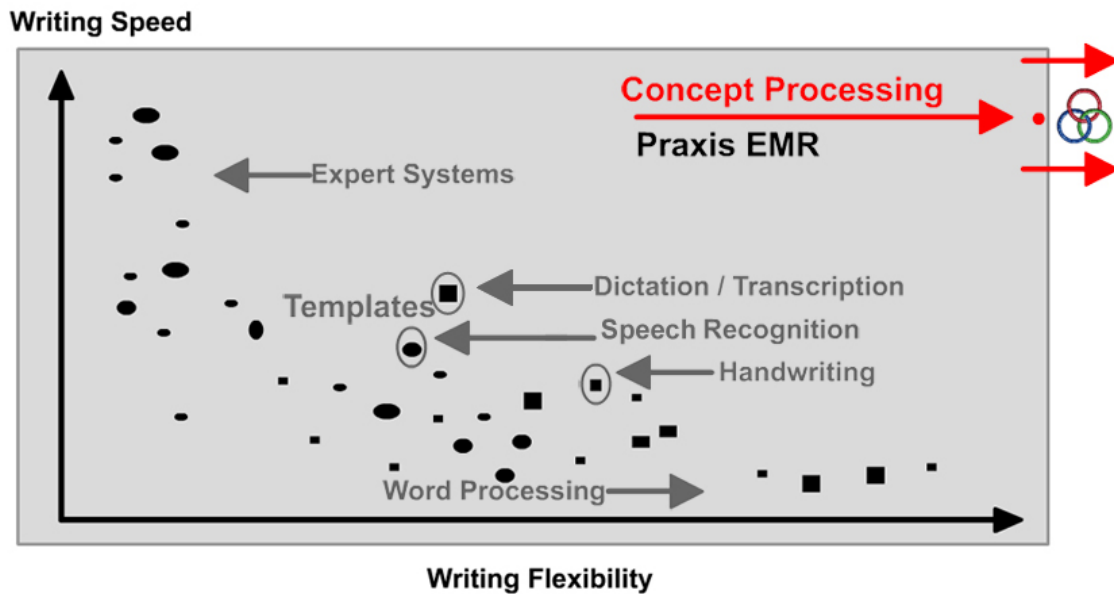 Writing Speed
Concept Processing
Praxis EMR
Expert Systems
Dictation / Transcription
Templates
Speech Recognition
Handwriting
Word Processing
Writing Flexibility